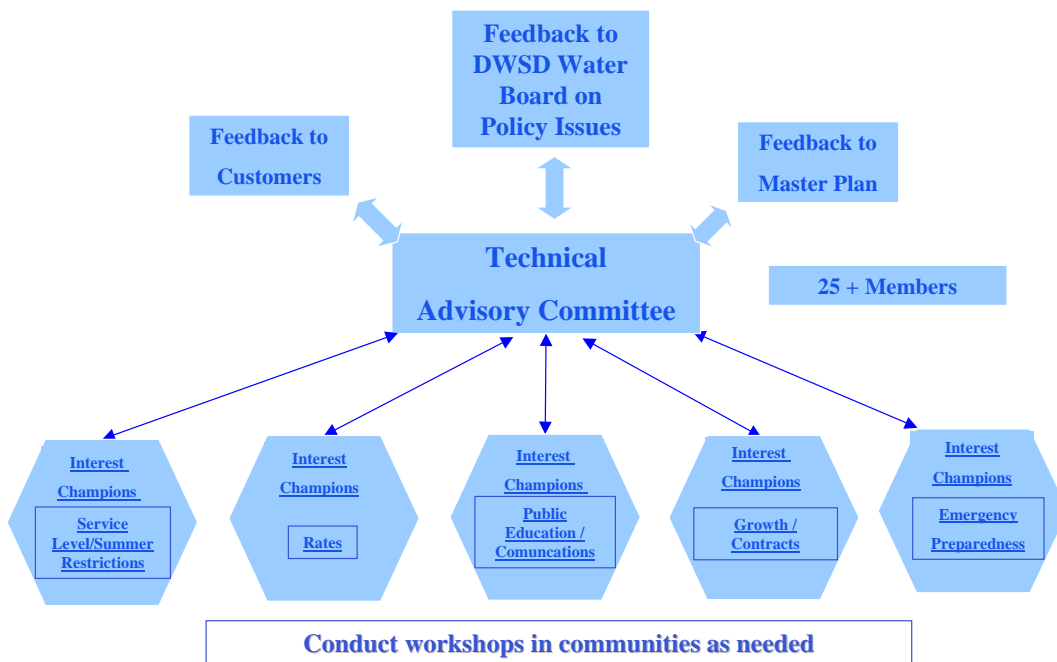 Feedback to
DWSD Water
Board on
Policy Issues
Feedback to
Customers
Feedback to
Master Plan
Technical
Advisory Committee
25 + Members
Interest
Champions
Service
Level/Summer
Restrictions
Interest
Champions
Rates
Interest
Champions
Public
Education /
Comuncations
Interest
Champions
Growth /
Contracts
Interest
Champions
Emergency
Preparedness
Conduct workshops in communities as needed